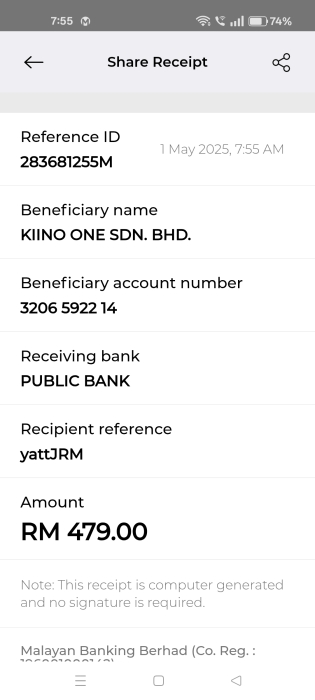 7:55 74%
Share Receipt
Reference ID
283681255M
1 May 2025, 7:55 AM
Beneficiary name
KIINO ONE SDN. BHD.
Beneficiary account number
3206 5922 14
Receiving bank
PUBLIC BANK
Recipient reference
yattJRM
Amount
RM 479.00
Note: This receipt is computer generated
and no signature is required.
Malayan Banking Berhad (Co. Reg. :